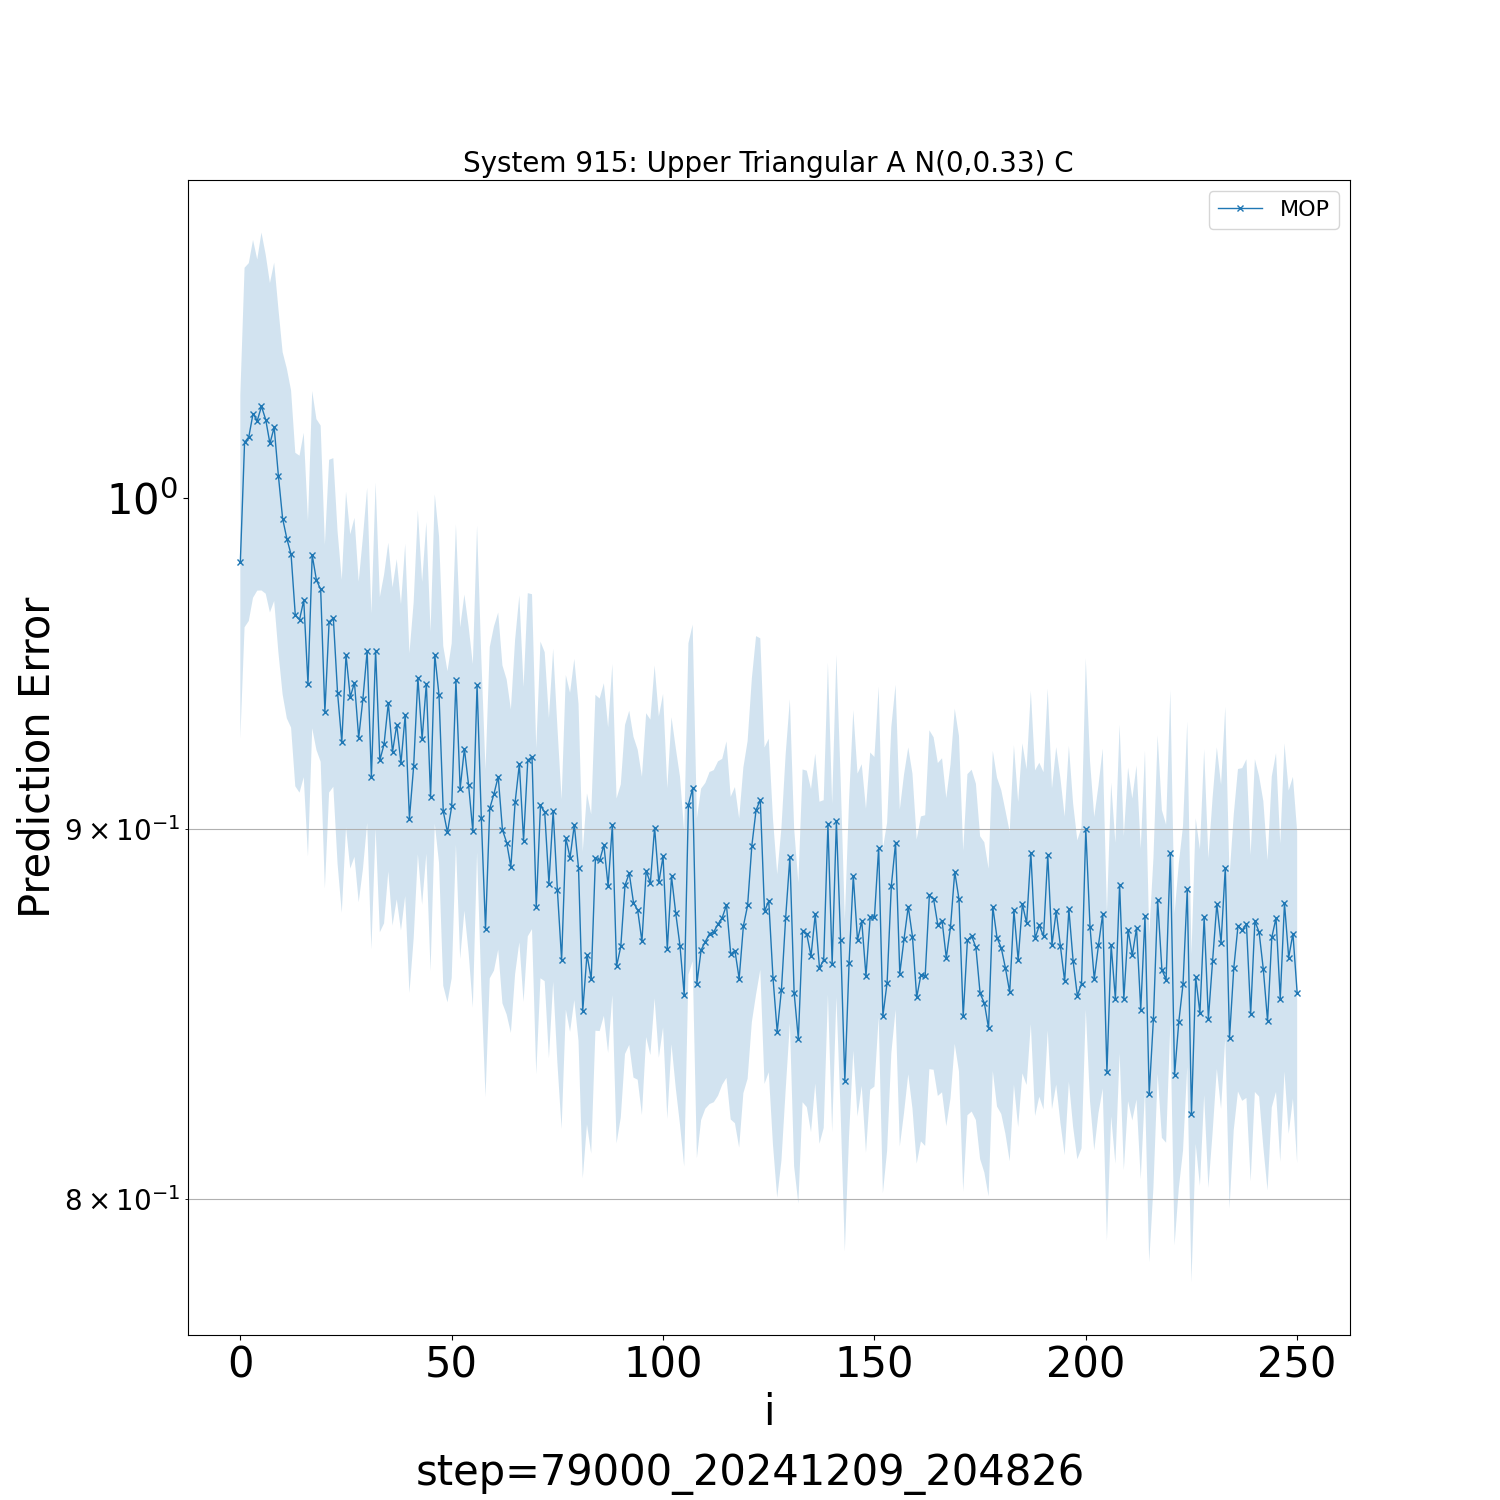 System 915: Upper Triangular A N(0,0.33) C
MOP
Prediction Error
10⁰
9 × 10⁻¹
8 × 10⁻¹
0 50 100 150 200 250
i
step=79000_20241209_204826